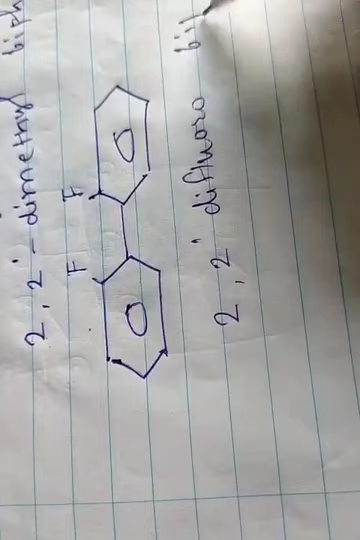 2, 2' - dimethyl
F F
2, 2' difluoro